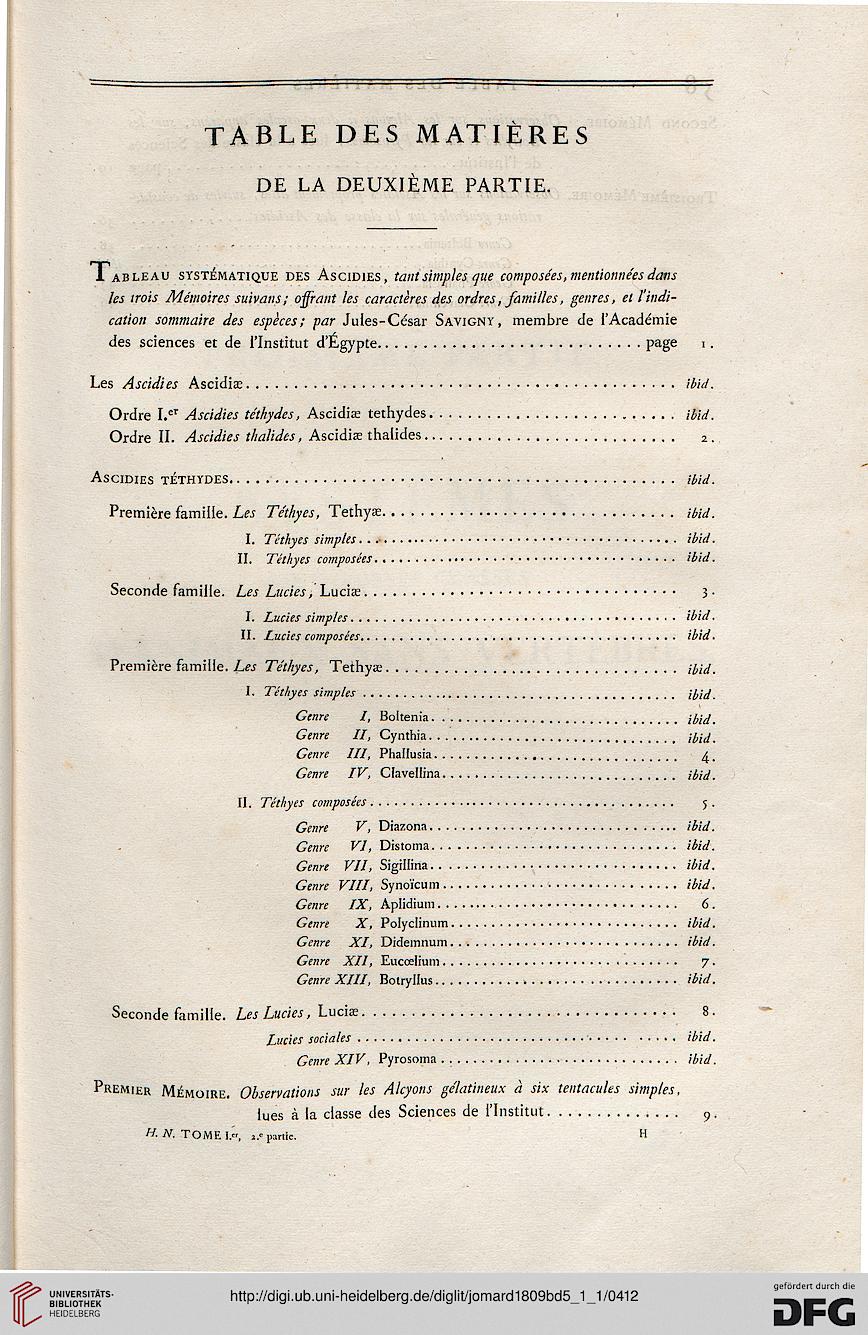 TABLE DES MATIÈRES
DE LA DEUXIÈME PARTIE.
TABLEAU SYSTÉMATIQUE DES ASCIDIES, tant simples que composées, mentionnées dans
les trois Mémoires suivans; offrant les caractères des ordres, familles, genres, et l'indi-
cation sommaire des espèces; par Jules-César SAVIGNY, membre de l'Académie
des sciences et de l'Institut d'Égypte............................ page 1.
Les Ascidies Ascidiæ............................ ibid.
Ordre I.er Ascidies téthydes, Ascidiæ tethydes............................ ibid.
Ordre II. Ascidies thalides, Ascidiæ thalides............................ 2.
ASCIDIES TÉTHYDES............................ ibid.
Première famille. Les Téthyes, Tethyæ............................ ibid.
I. Téthyes simples............................ ibid.
II. Téthyes composées............................ ibid.
Seconde famille. Les Lucies, Luciæ............................ 3.
I. Lucies simples............................ ibid.
II. Lucies composées............................ ibid.
Première famille. Les Téthyes, Tethyæ............................ ibid.
I. Téthyes simples............................ ibid.
Genre I, Boltenia............................ ibid.
Genre II, Cynthia............................ ibid.
Genre III, Phallusia............................ 4.
Genre IV, Clavellina............................ ibid.
II. Téthyes composées............................ 5.
Genre V, Diazona............................ ibid.
Genre VI, Distoma............................ ibid.
Genre VII, Sigillina............................ ibid.
Genre VIII, Synoïcum............................ ibid.
Genre IX, Aplidium............................ 6.
Genre X, Polyclinum............................ ibid.
Genre XI, Didemnum............................ ibid.
Genre XII, Eucœlium............................ 7.
Genre XIII, Botryllus............................ ibid.
Seconde famille. Les Lucies, Luciæ............................ 8.
Lucies sociales............................ ibid.
Genre XIV, Pyrosoma............................ ibid.
PREMIER MÉMOIRE. Observations sur les Alcyons gélatineux à six tentacules simples,
lues à la classe des Sciences de l'Institut.............. 9.
H. N. TOME I.er, 2.e partie. H
UNIVERSITÄTS-
BIBLIOTHEK
HEIDELBERG
http://digi.ub.uni-heidelberg.de/diglit/jomard1809bd5_1_1/0412
gefördert durch die
DFG